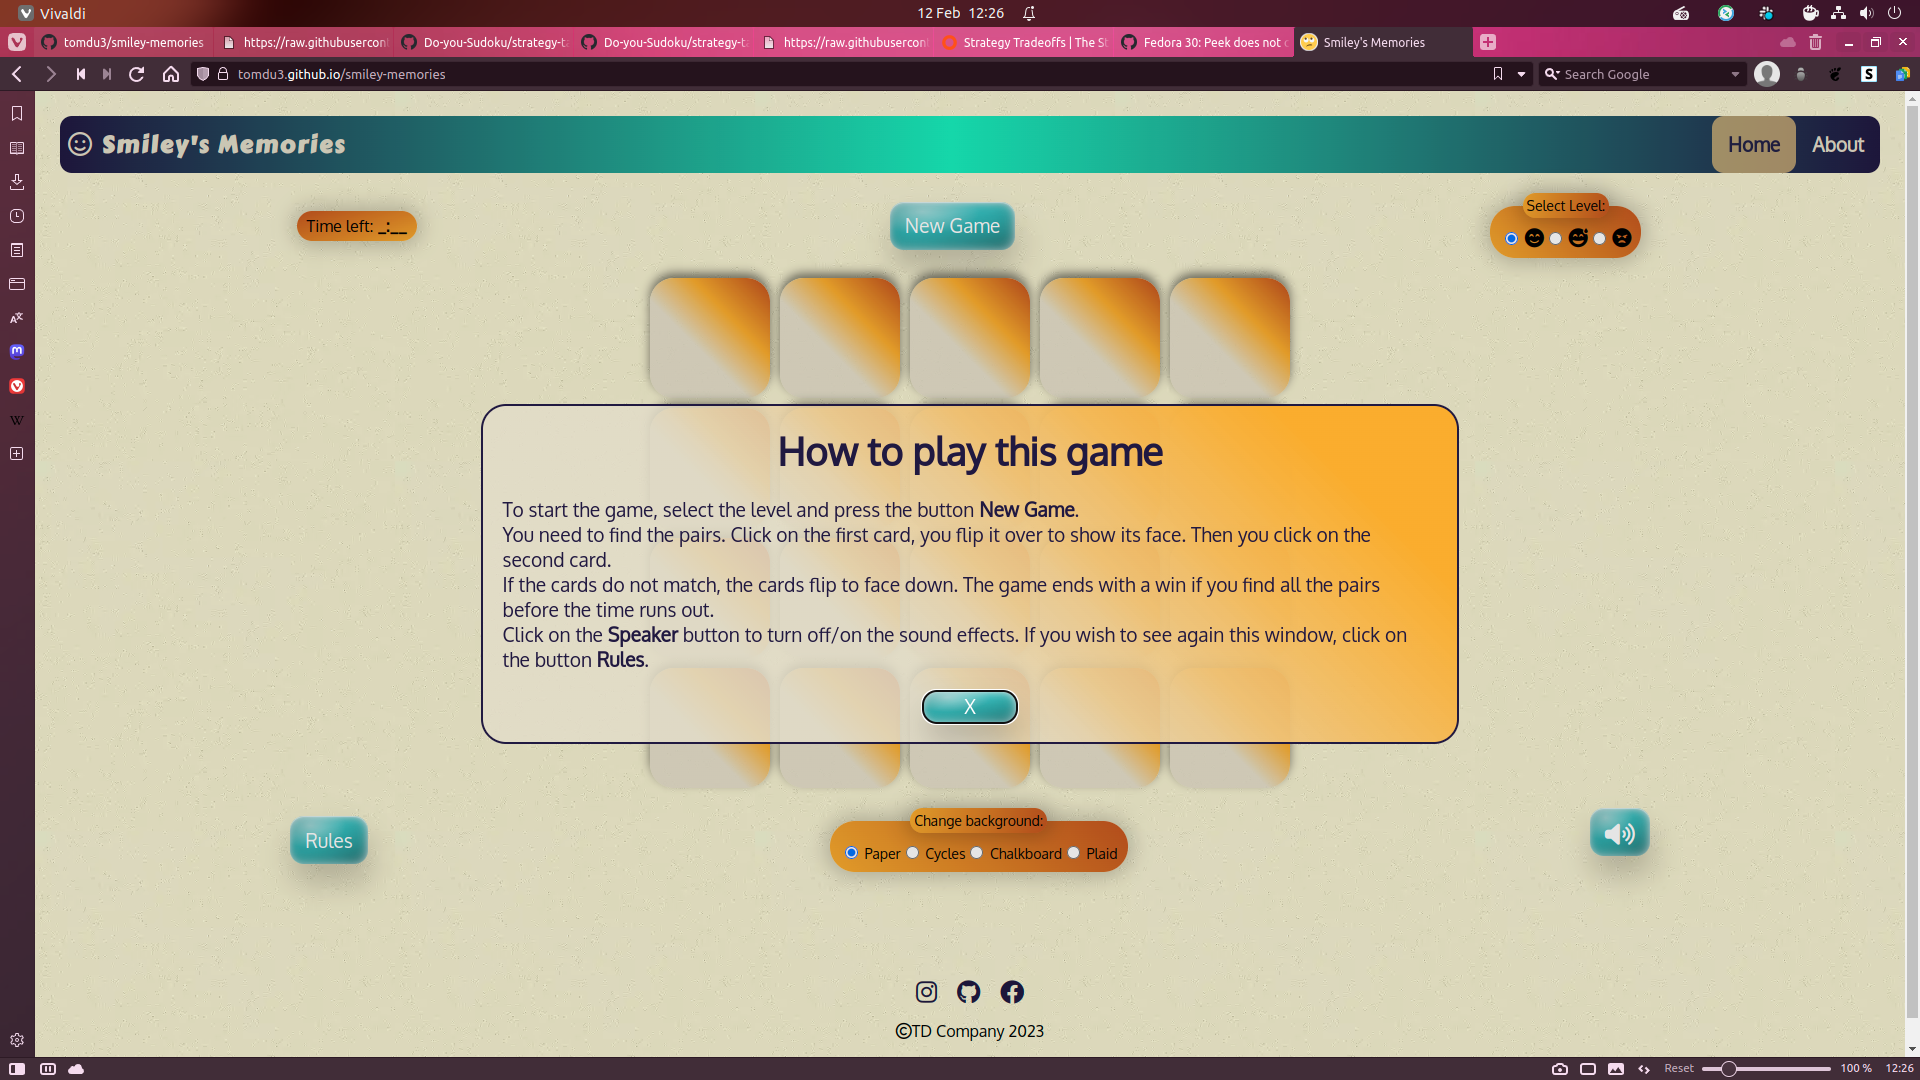 Vivaldi
12 Feb 12:26
tomdu3/smiley-memories
https://raw.githubusercon
Do-you-Sudoku/strategy-ta
Do-you-Sudoku/strategy-ta
https://raw.githubusercon
Strategy Tradeoffs | The St
Fedora 30: Peek does not
Smiley's Memories
tomdu3.github.io/smiley-memories
Search Google
Smiley's Memories
Home
About
Time left: _:__
New Game
Select Level:
How to play this game
To start the game, select the level and press the button New Game.
You need to find the pairs. Click on the first card, you flip it over to show its face. Then you click on the
second card.
If the cards do not match, the cards flip to face down. The game ends with a win if you find all the pairs
before the time runs out.
Click on the Speaker button to turn off/on the sound effects. If you wish to see again this window, click on
the button Rules.
X
Rules
Change background:
Paper
Cycles
Chalkboard
Plaid
©TD Company 2023
Reset
100 %
12:26